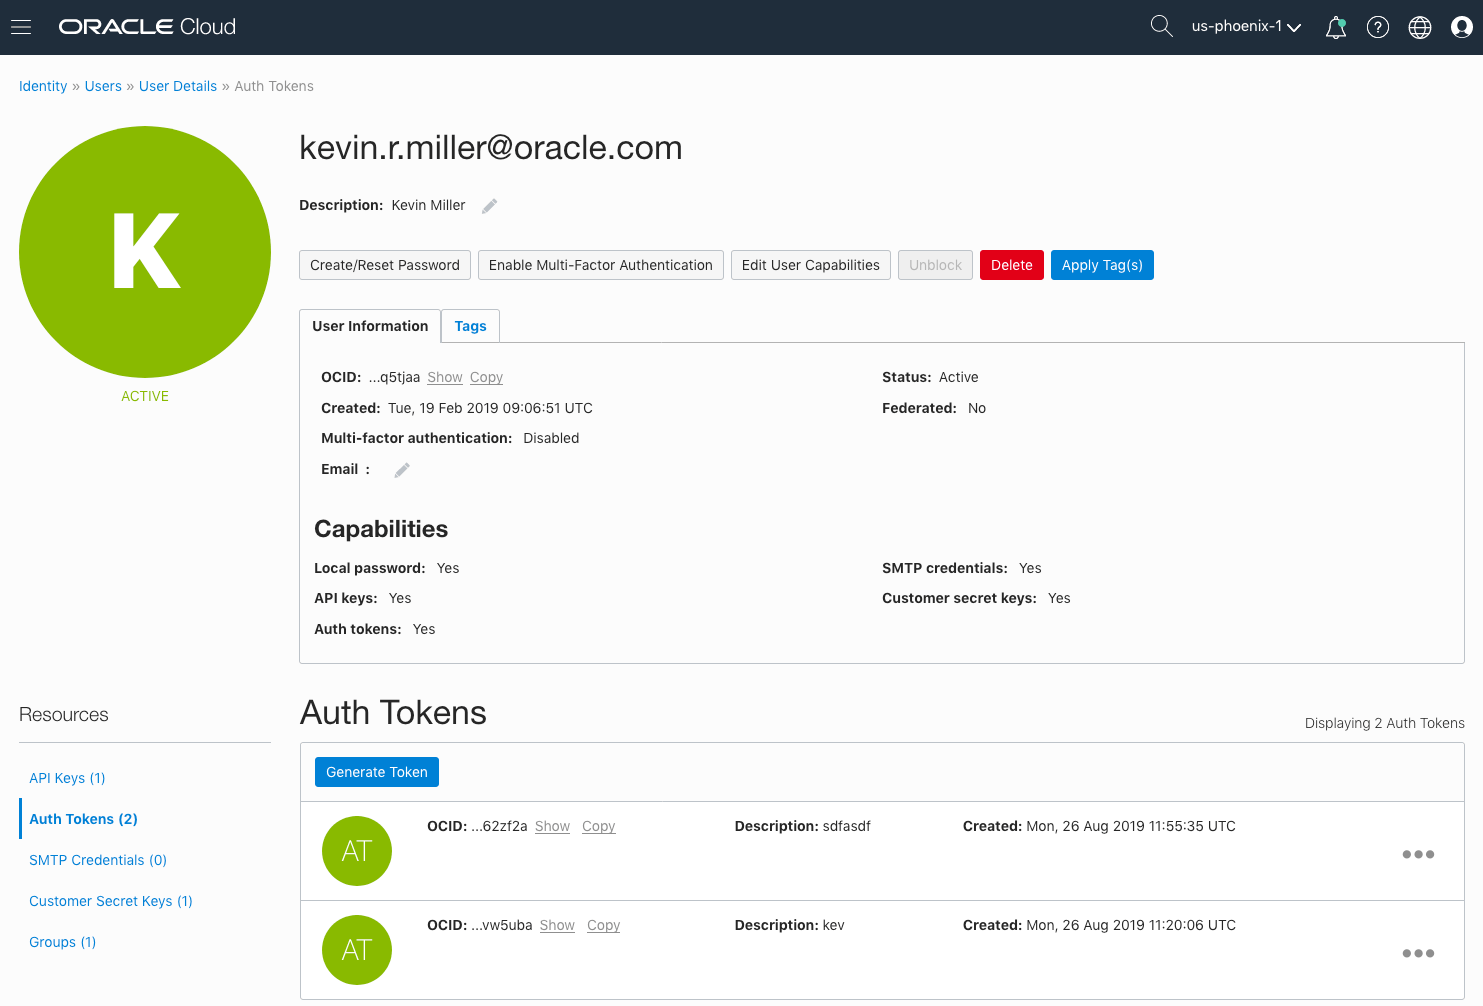 ORACLE Cloud
us-phoenix-1
?
Identity » Users » User Details » Auth Tokens
K
ACTIVE
kevin.r.miller@oracle.com
Description: Kevin Miller
Create/Reset Password Enable Multi-Factor Authentication Edit User Capabilities Unblock Delete Apply Tag(s)
User Information Tags
OCID: ...q5tjaa Show Copy
Status: Active
Created: Tue, 19 Feb 2019 09:06:51 UTC
Federated: No
Multi-factor authentication: Disabled
Email :
Capabilities
Local password: Yes
SMTP credentials: Yes
API keys: Yes
Customer secret keys: Yes
Auth tokens: Yes
Resources
API Keys (1)
Auth Tokens (2)
SMTP Credentials (0)
Customer Secret Keys (1)
Groups (1)
Auth Tokens
Displaying 2 Auth Tokens
Generate Token
AT
OCID: ...62zf2a Show Copy
Description: sdfasdf
Created: Mon, 26 Aug 2019 11:55:35 UTC
AT
OCID: ...vw5uba Show Copy
Description: kev
Created: Mon, 26 Aug 2019 11:20:06 UTC